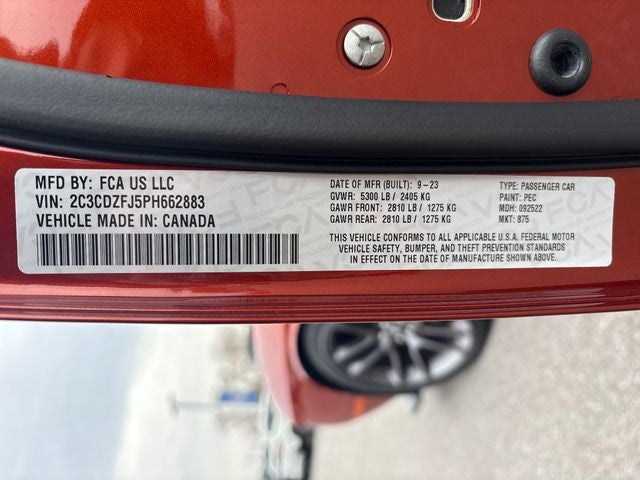 MFD BY: FCA US LLC
VIN: 2C3CDZFJ5PH662883
VEHICLE MADE IN: CANADA
DATE OF MFR (BUILT): 9-23
GVWR: 5300 LB / 2405 KG
GAWR FRONT: 2810 LB / 1275 KG
GAWR REAR: 2810 LB / 1275 KG
TYPE: PASSENGER CAR
PAINT: PEC
MDH: 092522
MKT: 875
THIS VEHICLE CONFORMS TO ALL APPLICABLE U.S.A. FEDERAL MOTOR
VEHICLE SAFETY, BUMPER, AND THEFT PREVENTION STANDARDS
IN EFFECT ON THE DATE OF MANUFACTURE SHOWN ABOVE.